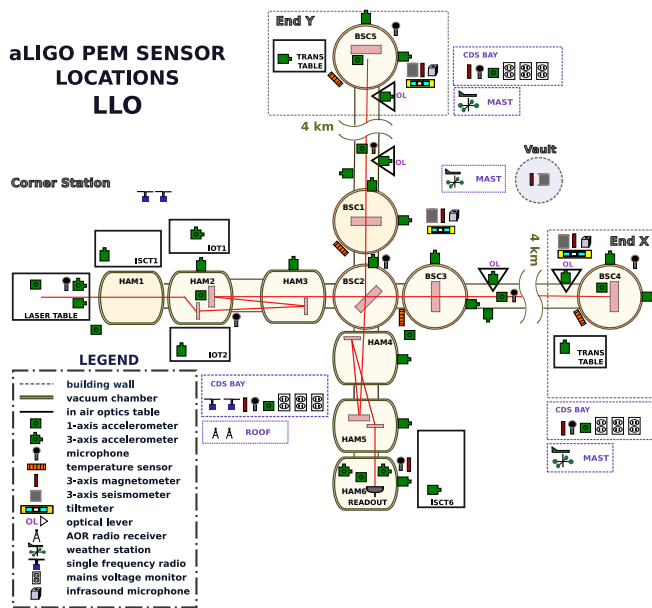 aLIGO PEM SENSOR
LOCATIONS
LLO
End Y
BSC5
TRANS
TABLE
OL
CDS BAY
MAST
4 km
OL
Vault
MAST
Corner Station
BSC1
ISCT1
IOT1
4 km
End X
HAM1
HAM2
HAM3
BSC2
BSC3
OL
OL
BSC4
LASER TABLE
IOT2
HAM4
TRANS
TABLE
LEGEND
building wall
vacuum chamber
in air optics table
1-axis accelerometer
3-axis accelerometer
microphone
temperature sensor
3-axis magnetometer
3-axis seismometer
tiltmeter
OL optical lever
AOR radio receiver
weather station
single frequency radio
mains voltage monitor
infrasound microphone
CDS BAY
ROOF
HAM5
HAM6
READOUT
ISCT6
CDS BAY
MAST